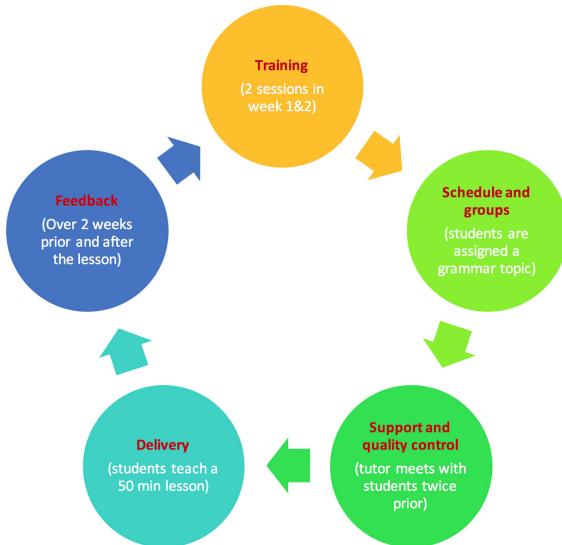 Training
(2 sessions in
week 1&2)
Schedule and
groups
(students are
assigned a
grammar topic)
Support and
quality control
(tutor meets with
students twice
prior)
Delivery
(students teach a
50 min lesson)
Feedback
(Over 2 weeks
prior and after
the lesson)